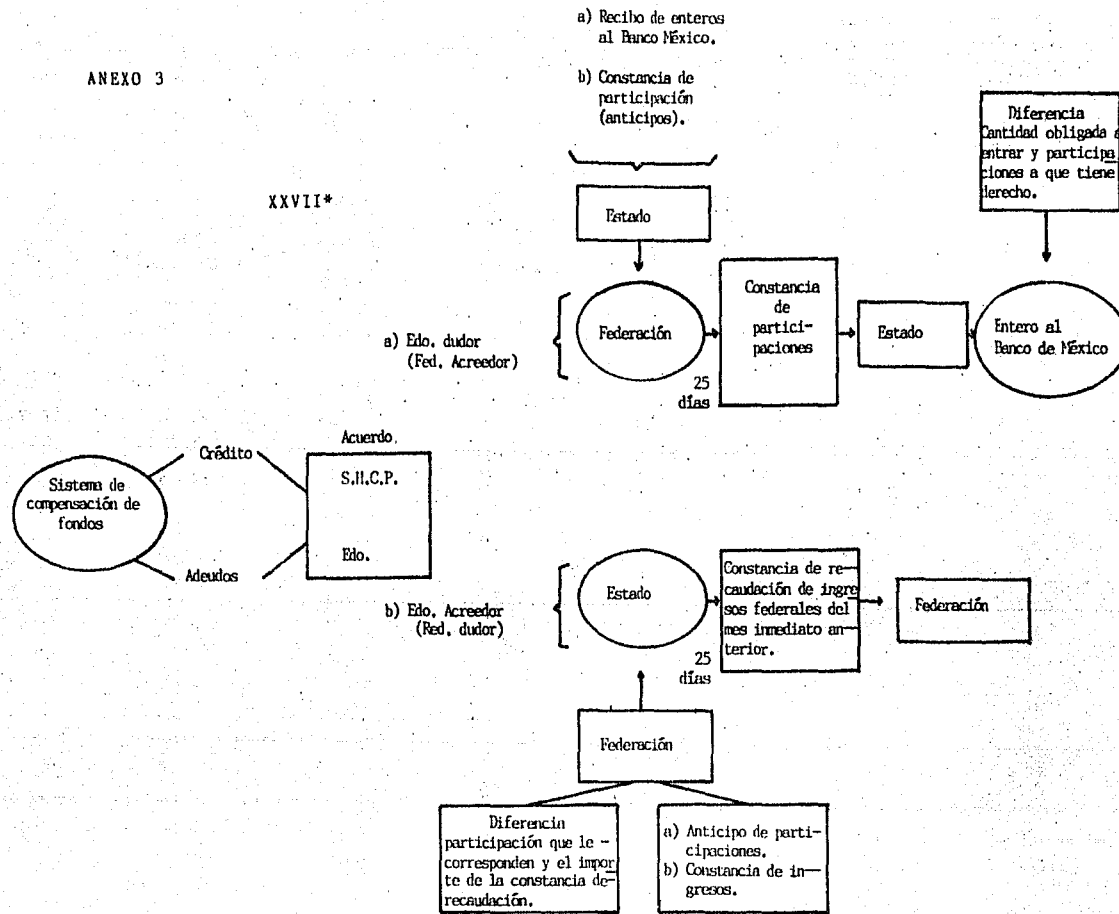 ANEXO 3
XXVII*
a) Recibo de enteros
al Banco México.
b) Constancia de
participación
(anticipos).
Estado
Diferencia
Cantidad obligada a
entrar y participa
ciones a que tiene
derecho.
a) Edo. dudor
(Fed. Acreedor)
Federación
25
días
Constancia
de
partici-
paciones
Estado
Entero al
Banco de México
Sistema de
compensación de
fondos
Crédito
Adeudos
Acuerdo.
S.H.C.P.
Edo.
b) Edo. Acreedor
(Red. dudor)
Estado
25
días
Constancia de re-
caudación de ingre
sos federales del
mes inmediato an-
terior.
Federación
Federación
Diferencia
participación que le -
corresponden y el impor
te de la constancia de-
recaudación.
a) Anticipo de parti-
cipaciones.
b) Constancia de in-
gresos.